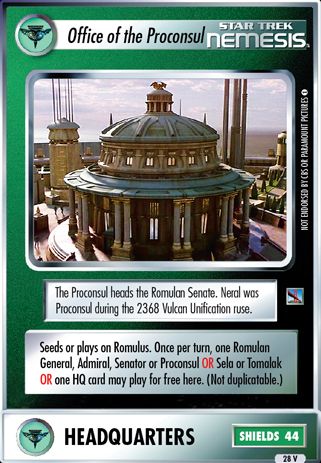 Office of the Proconsul
STAR TREK
NEMESIS
NOT ENDORSED BY CBS OR PARAMOUNT PICTURES
The Proconsul heads the Romulan Senate. Neral was
Proconsul during the 2368 Vulcan Unification ruse.
Seeds or plays on Romulus. Once per turn, one Romulan
General, Admiral, Senator or Proconsul OR Sela or Tomalak
OR one HQ card may play for free here. (Not duplicatable.)
HEADQUARTERS
SHIELDS 44
28 V